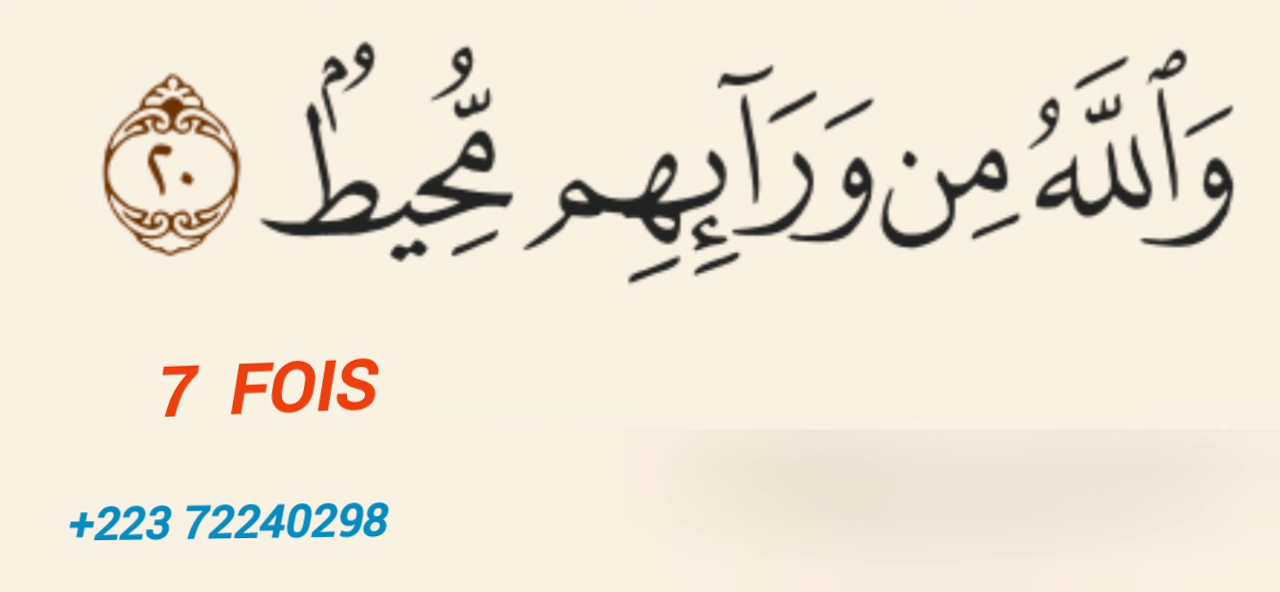 وَٱللَّهُ مِن وَرَآئِهِم مُّحِيطٌۢ ٢٠
7 FOIS
+223 72240298